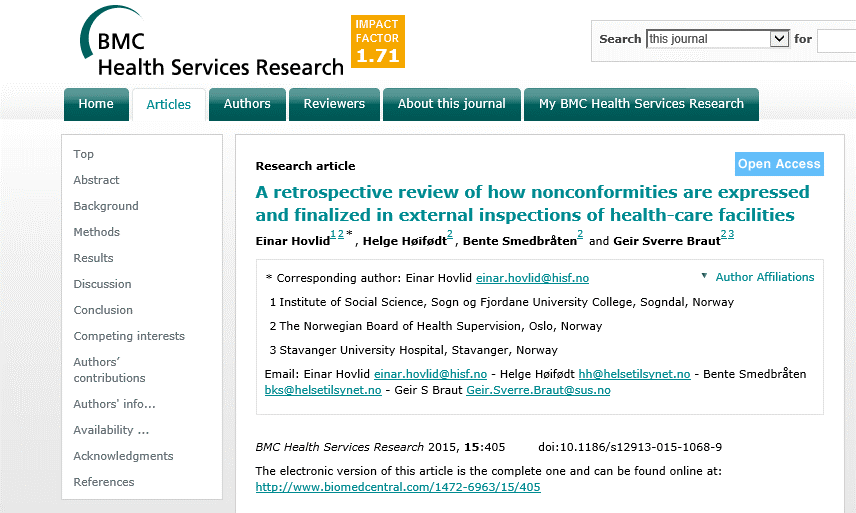 BMC
Health Services Research
IMPACT
FACTOR
1.71
Search this journal for
Home Articles Authors Reviewers About this journal My BMC Health Services Research
Top
Abstract
Background
Methods
Results
Discussion
Conclusion
Competing interests
Authors’
contributions
Authors' info...
Availability ...
Acknowledgments
References
Research article
Open Access
A retrospective review of how nonconformities are expressed
and finalized in external inspections of health-care facilities
Einar Hovlid12*, Helge Høifødt2, Bente Smedbråten2 and Geir Sverre Braut23
* Corresponding author: Einar Hovlid einar.hovlid@hisf.no
▼ Author Affiliations
1 Institute of Social Science, Sogn og Fjordane University College, Sogndal, Norway
2 The Norwegian Board of Health Supervision, Oslo, Norway
3 Stavanger University Hospital, Stavanger, Norway
Email: Einar Hovlid einar.hovlid@hisf.no - Helge Høifødt hh@helsetilsynet.no - Bente Smedbråten
bks@helsetilsynet.no - Geir S Braut Geir.Sverre.Braut@sus.no
BMC Health Services Research 2015, 15:405 doi:10.1186/s12913-015-1068-9
The electronic version of this article is the complete one and can be found online at:
http://www.biomedcentral.com/1472-6963/15/405